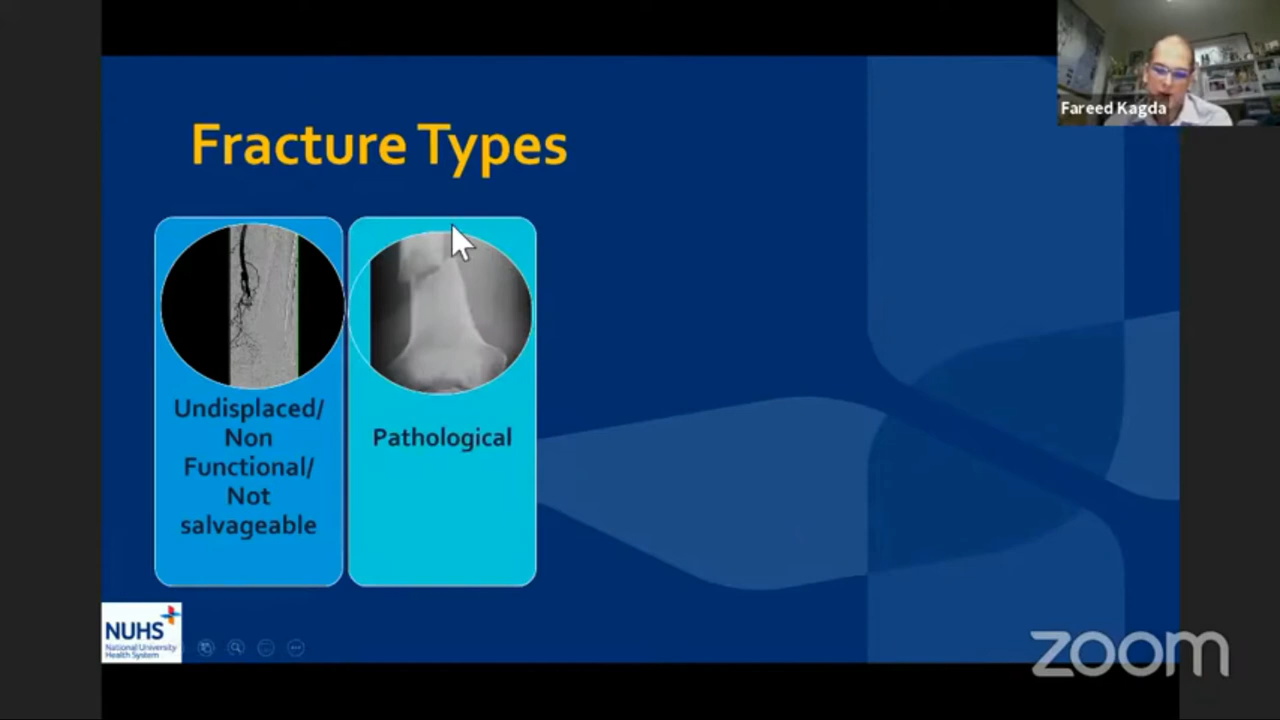 Fareed Kagda
Fracture Types
Undisplaced/
Non
Functional/
Not
salvageable
Pathological
NUHS
National University
Health System
zoom